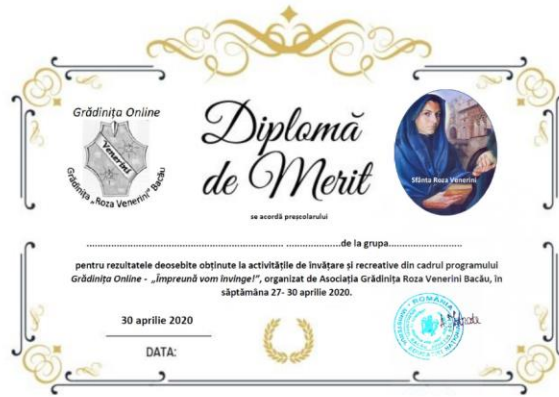 Grădinița Online
Venerini
Grădinița „Roza Venerini” Bacău
Diplomă
de Merit
Sfânta Roza Venerini
se acordă preșcolarului
.................................................................. ...................de la grupa..........................
pentru rezultatele deosebite obținute la activitățile de învățare și recreative din cadrul programului
Grădinița Online - „Împreună vom învinge!”, organizat de Asociația Grădinița Roza Venerini Bacău, în
săptămâna 27- 30 aprilie 2020.
ROMÂNIA
30 aprilie 2020
DATA: